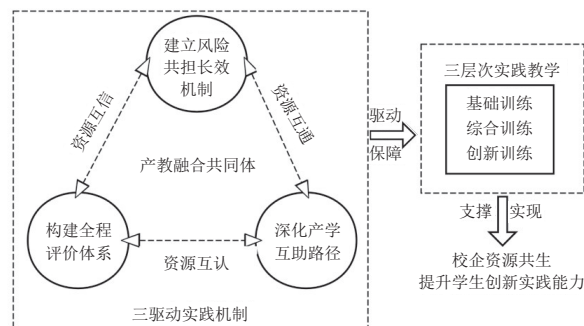 建立风险
共担长效
机制
资源互信
资源互通
产教融合共同体
构建全程
评价体系
深化产学
互助路径
资源互认
三驱动实践机制
驱动
保障
三层次实践教学
基础训练
综合训练
创新训练
支撑
实现
校企资源共生
提升学生创新实践能力